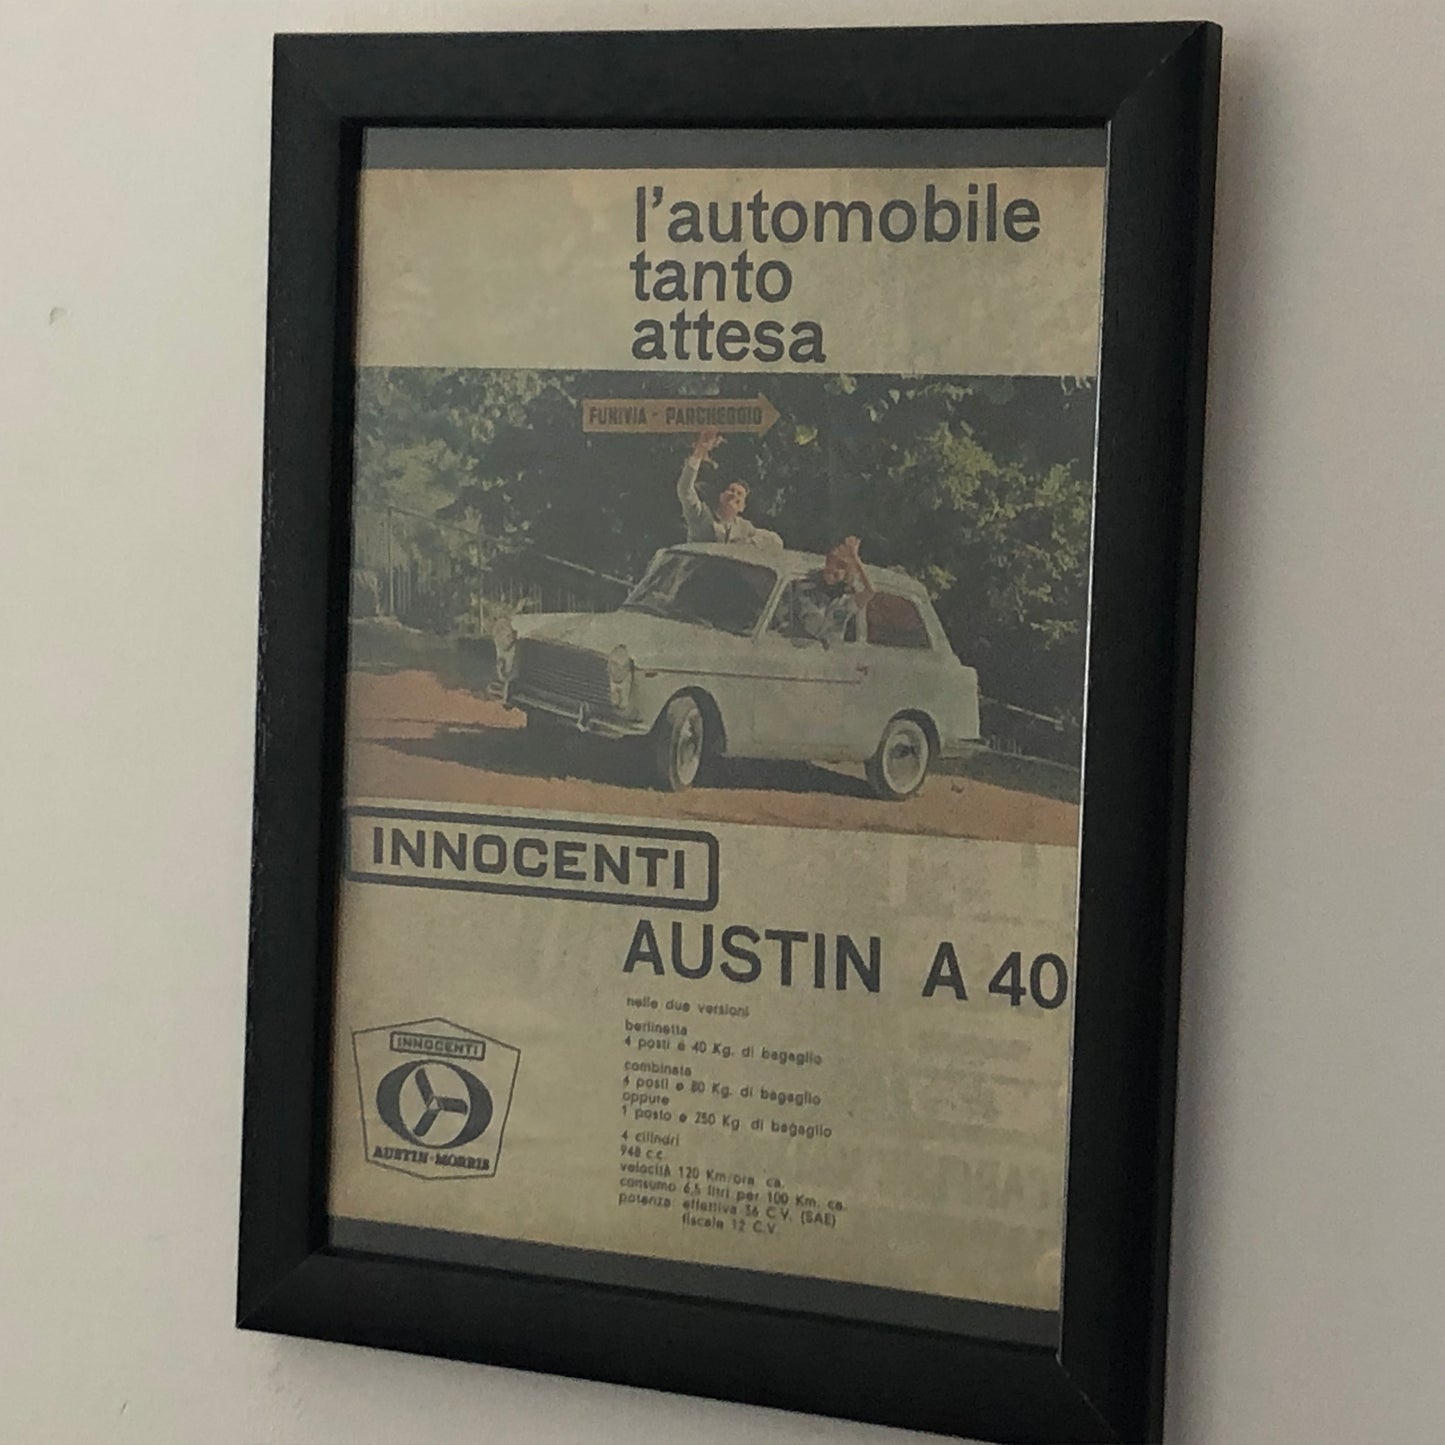 l'automobile
tanto
attesa
FUNIVIA - PARCHEGGIO
INNOCENTI
AUSTIN A 40
nelle due versioni
berlinetta
4 posti e 40 Kg. di bagaglio
combinata
4 posti e 80 Kg. di bagaglio
oppure
1 posto e 250 Kg. di bagaglio
4 cilindri
948 c.c.
velocità 120 Km/ora ca.
consumo 6,5 litri per 100 Km. ca.
potenza: effettiva 36 C.V. (SAE)
fiscale 12 C.V.
INNOCENTI
AUSTIN-MORRIS